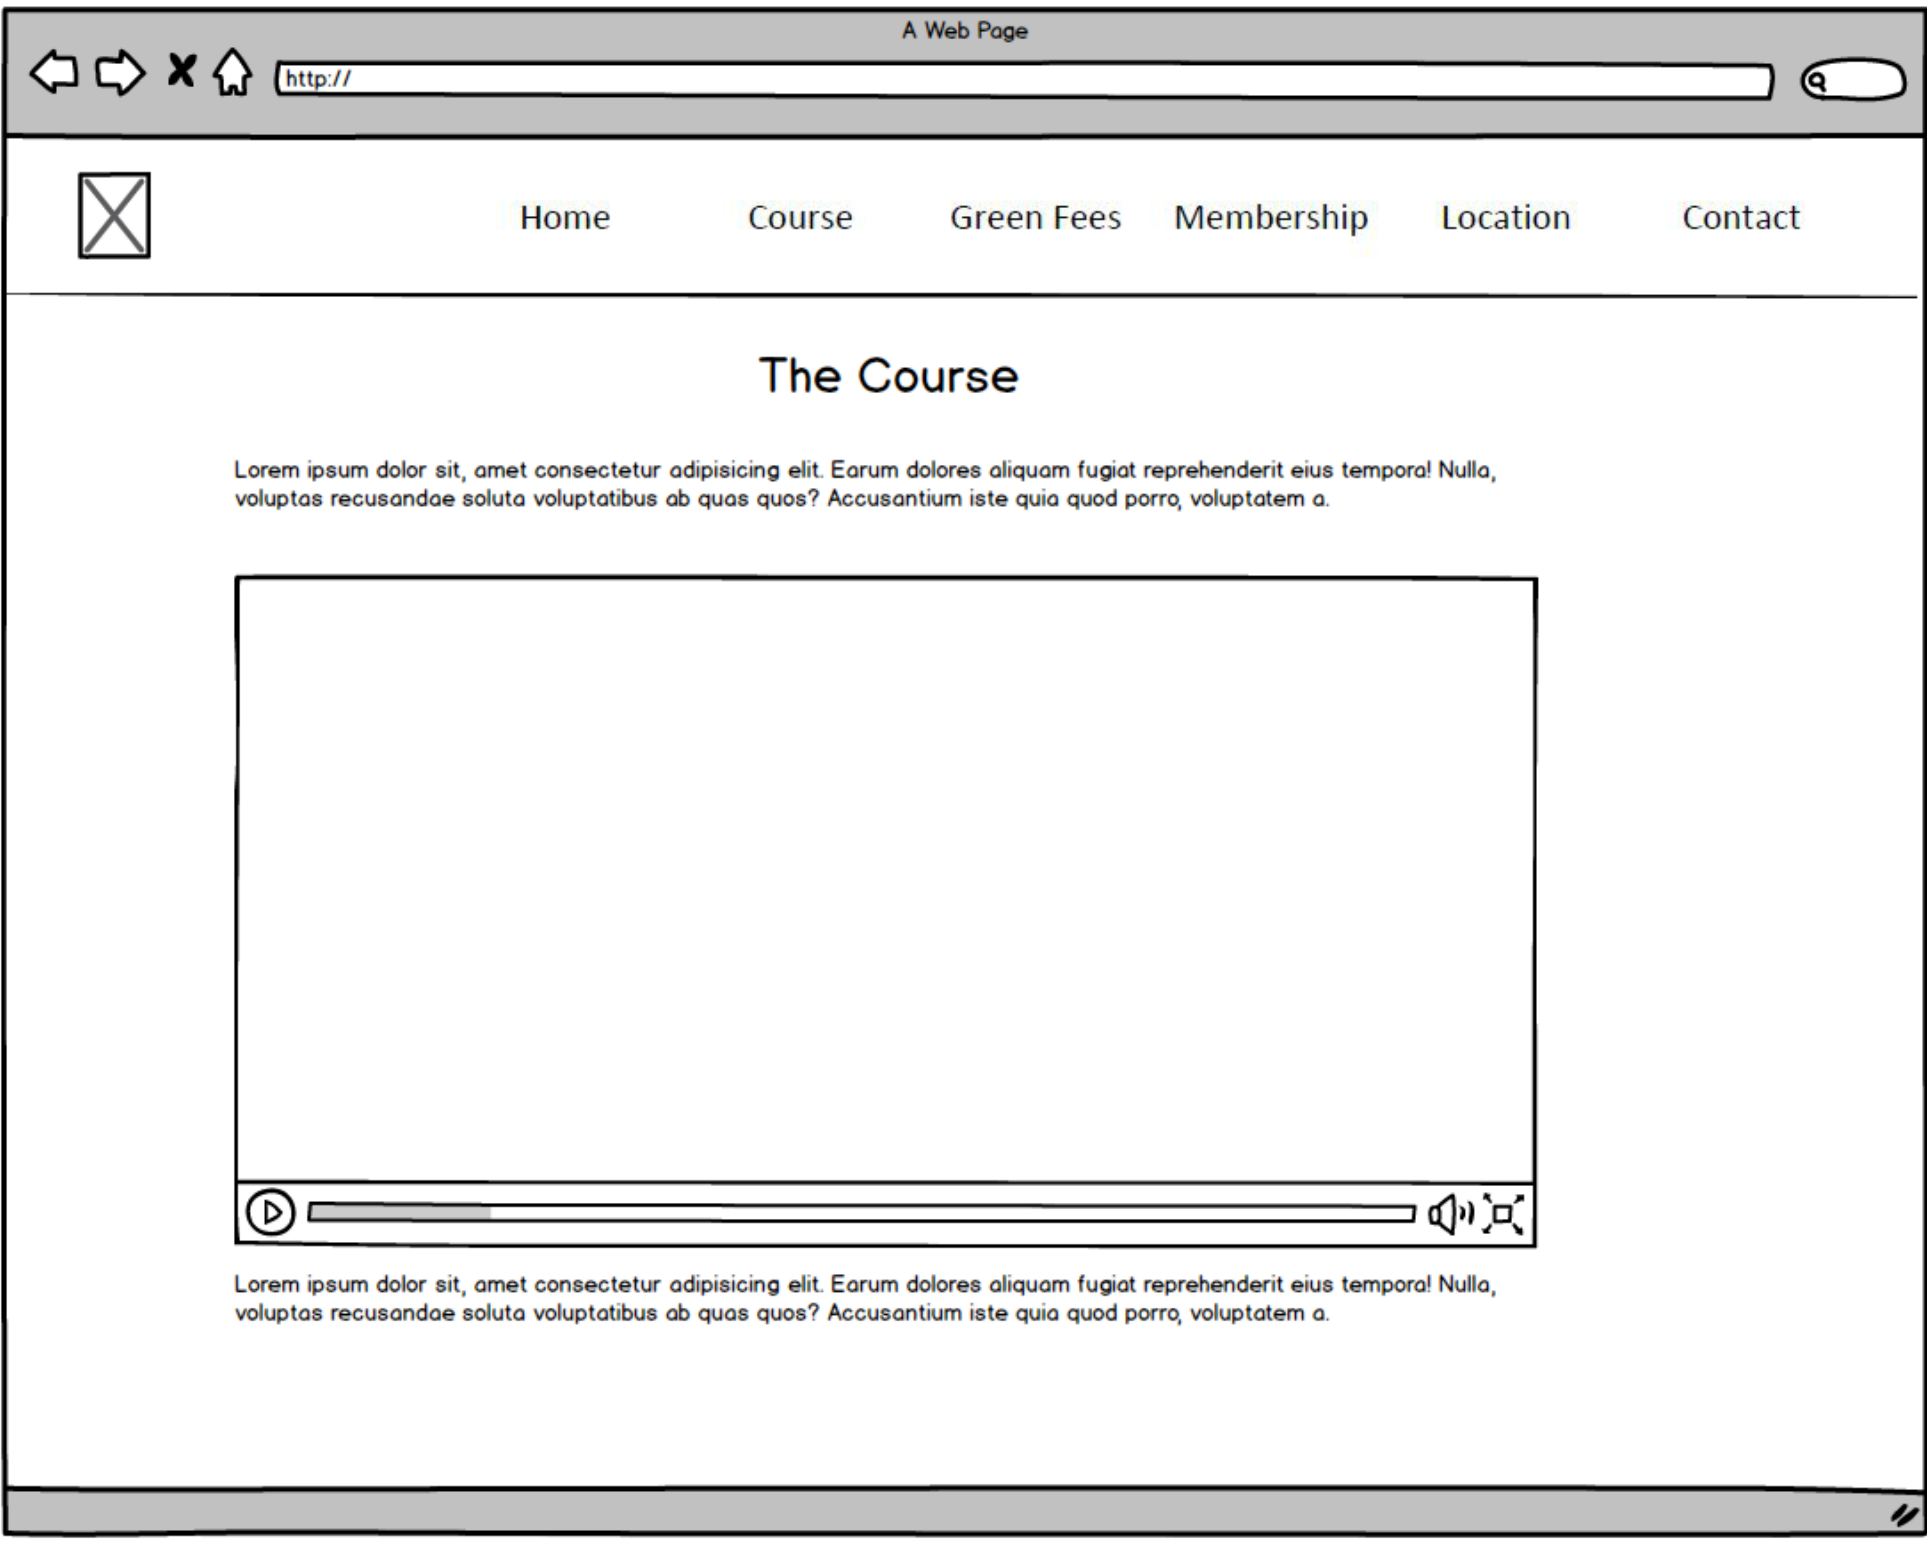 A Web Page
http://
Home Course Green Fees Membership Location Contact
The Course
Lorem ipsum dolor sit, amet consectetur adipisicing elit. Earum dolores aliquam fugiat reprehenderit eius tempora! Nulla,
voluptas recusandae soluta voluptatibus ab quas quos? Accusantium iste quia quod porro, voluptatem a.
Lorem ipsum dolor sit, amet consectetur adipisicing elit. Earum dolores aliquam fugiat reprehenderit eius tempora! Nulla,
voluptas recusandae soluta voluptatibus ab quas quos? Accusantium iste quia quod porro, voluptatem a.